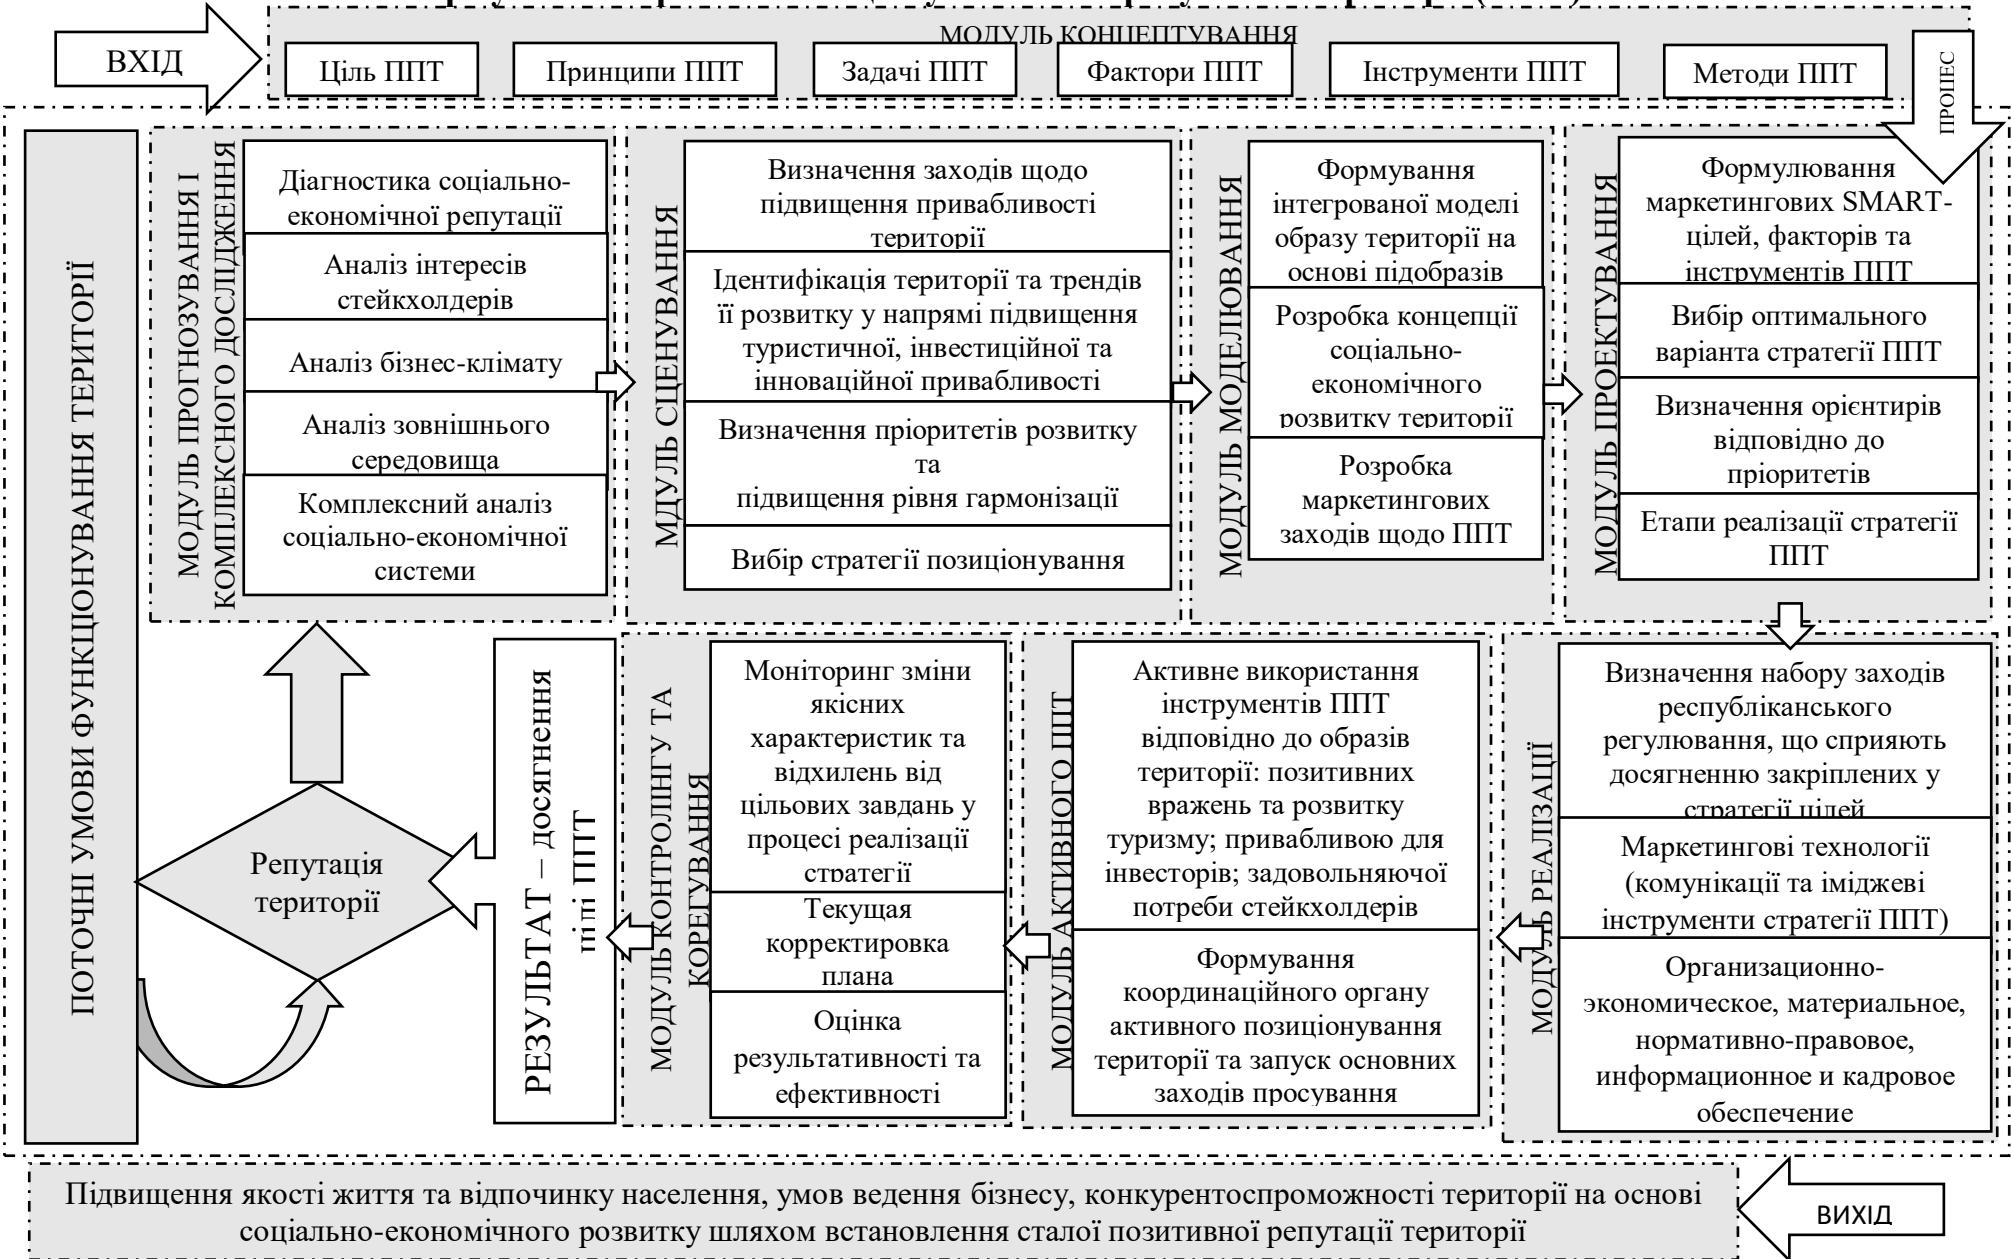 МОДУЛЬ КОНЦЕПТУВАННЯ
ВХІД
Ціль ППТ
Принципи ППТ
Задачі ППТ
Фактори ППТ
Інструменти ППТ
Методи ППТ
ПРОЦЕС
ПОТОЧНІ УМОВИ ФУНКЦІОНУВАННЯ ТЕРИТОРІЇ
МОДУЛЬ ПРОГНОЗУВАННЯ І
КОМПЛЕКСНОГО ДОСЛІДЖЕННЯ
Діагностика соціально-
економічної репутації
Аналіз інтересів
стейкхолдерів
Аналіз бізнес-клімату
Аналіз зовнішнього
середовища
Комплексний аналіз
соціально-економічної
системи
МДУЛЬ СЦЕНУВАННЯ
Визначення заходів щодо
підвищення привабливості
території
Ідентифікація території та трендів
її розвитку у напрямі підвищення
туристичної, інвестиційної та
інноваційної привабливості
Визначення пріоритетів розвитку
та
підвищення рівня гармонізації
Вибір стратегії позиціонування
МОДУЛЬ МОДЕЛЮВАННЯ
Формування
інтегрованої моделі
образу території на
основі підобразів
Розробка концепції
соціально-
економічного
розвитку території
Розробка
маркетингових
заходів щодо ППТ
МОДУЛЬ ПРОЕКТУВАННЯ
Формулювання
маркетингових SMART-
цілей, факторів та
інструментів ППТ
Вибір оптимального
варіанта стратегії ППТ
Визначення орієнтирів
відповідно до
пріоритетів
Етапи реалізації стратегії
ППТ
Репутація
території
РЕЗУЛЬТАТ – досягнення
цілі ППТ
МОДУЛЬ КОНТРОЛІНГУ ТА
КОРЕГУВАННЯ
Моніторинг зміни
якісних
характеристик та
відхилень від
цільових завдань у
процесі реалізації
стратегії
Текущая
корректировка
плана
Оцінка
результативності та
ефективності
МОДУЛЬ АКТИВНОГО ППТ
Активне використання
інструментів ППТ
відповідно до образів
території: позитивних
вражень та розвитку
туризму; привабливою для
інвесторів; задовольняючої
потреби стейкхолдерів
Формування
координаційного органу
активного позиціонування
території та запуск основних
заходів просування
МОДУЛЬ РЕАЛІЗАЦІЇ
Визначення набору заходів
республіканського
регулювання, що сприяють
досягненню закріплених у
стратегії цілей
Маркетингові технології
(комунікації та іміджеві
інструменти стратегії ППТ)
Организационно-
экономическое, материальное,
нормативно-правовое,
информационное и кадровое
обеспечение
Підвищення якості життя та відпочинку населення, умов ведення бізнесу, конкурентоспроможності території на основі
соціально-економічного розвитку шляхом встановлення сталої позитивної репутації території
ВИХІД